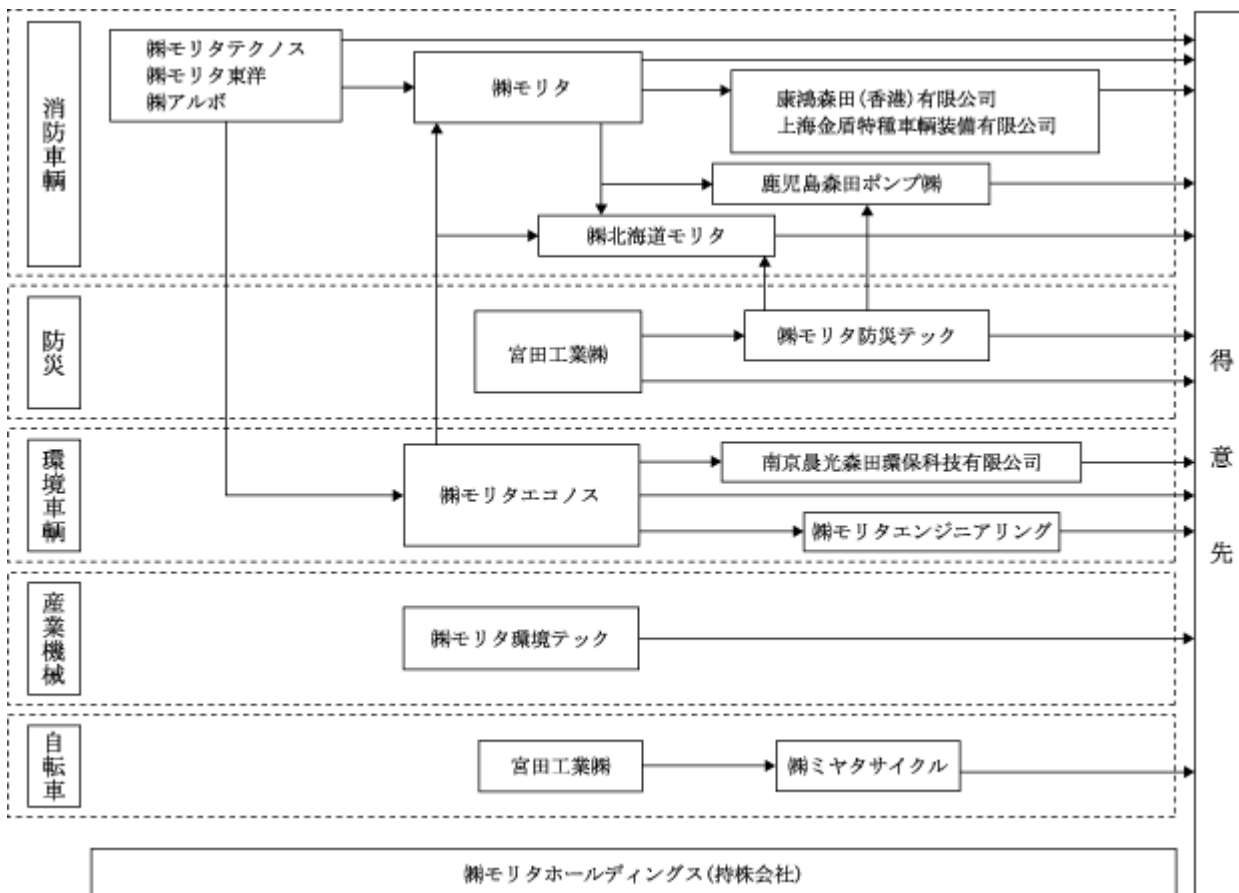 消防車輌
㈱モリタテクノス
㈱モリタ東洋
㈱アルボ
㈱モリタ
康鴻森田(香港)有限公司
上海金盾特種車輌装備有限公司
鹿児島森田ポンプ㈱
㈱北海道モリタ
防災
宮田工業㈱
㈱モリタ防災テック
環境車輌
㈱モリタエコノス
南京晨光森田環保科技有限公司
㈱モリタエンジニアリング
産業機械
㈱モリタ環境テック
自転車
宮田工業㈱
㈱ミヤタサイクル
得意先
㈱モリタホールディングス(持株会社)